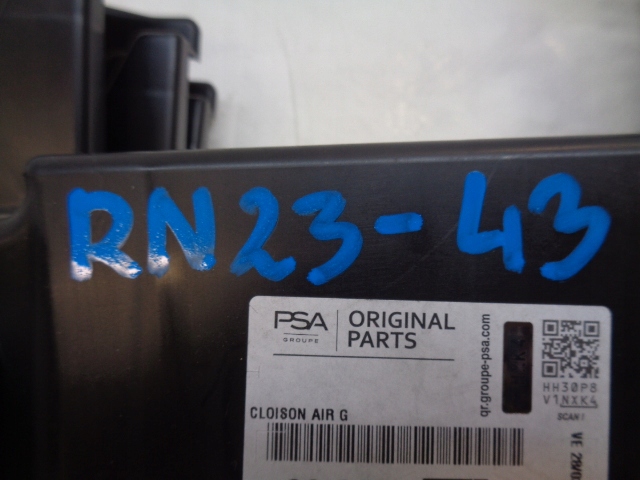 RN23-43
PSA
GROUPE
ORIGINAL
PARTS
qr.groupe-psa.com
HH30P8
V1NXK4
SCAN !
CLOISON AIR G